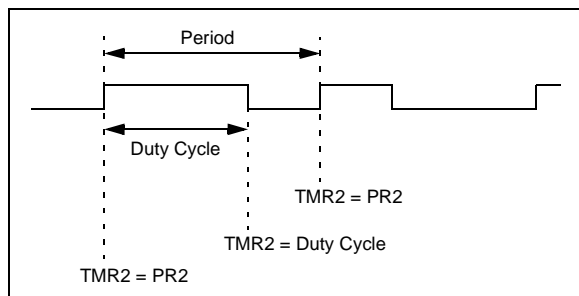 Period
Duty Cycle
TMR2 = PR2
TMR2 = Duty Cycle
TMR2 = PR2